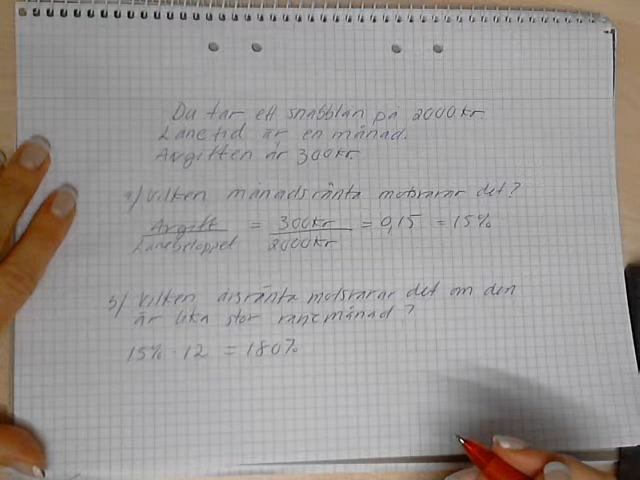 Du tar ett snabblån på 2000 kr.
Lånetid är en månad.
Avgiften är 300 kr.
a) Vilken månadsränta motsvarar det?
Avgift / Lånebeloppet = 300 kr / 2000 kr = 0,15 = 15%
b) Vilken årsränta motsvarar det om den
är lika stor varje månad?
15% · 12 = 180%